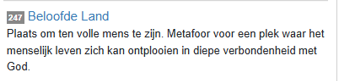 247 Beloofde Land
Plaats om ten volle mens te zijn. Metafoor voor een plek waar het
menselijk leven zich kan ontplooien in diepe verbondenheid met
God.